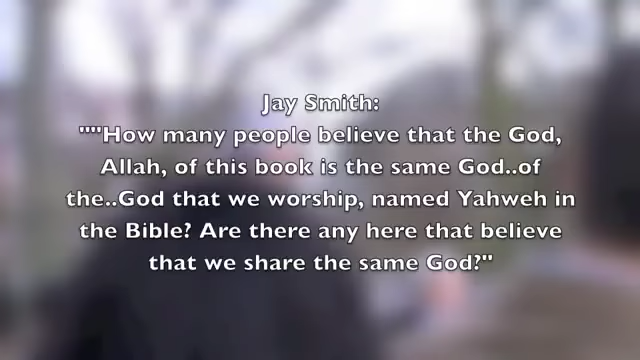 Jay Smith:
""How many people believe that the God,
Allah, of this book is the same God..of
the..God that we worship, named Yahweh in
the Bible? Are there any here that believe
that we share the same God?"